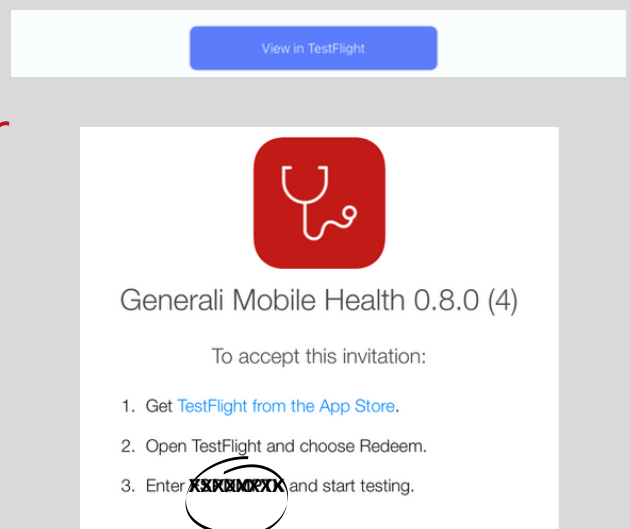 View in TestFlight
Generali Mobile Health 0.8.0 (4)
To accept this invitation:
1. Get TestFlight from the App Store.
2. Open TestFlight and choose Redeem.
3. Enter and start testing.